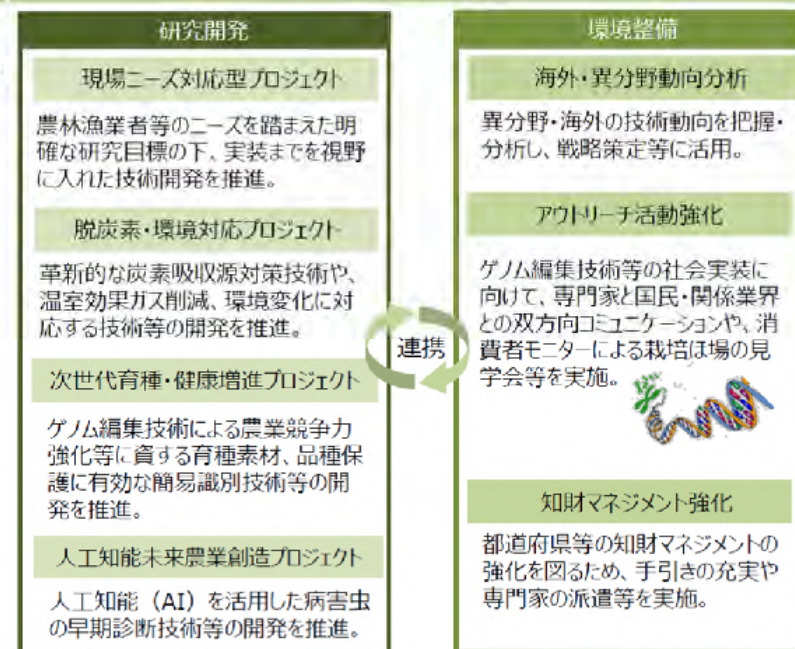 研究開発
現場ニーズ対応型プロジェクト
農林漁業者等のニーズを踏まえた明
確な研究目標の下、実装までを視野
に入れた技術開発を推進。
脱炭素・環境対応プロジェクト
革新的な炭素吸収源対策技術や、
温室効果ガス削減、環境変化に対
応する技術等の開発を推進。
次世代育種・健康増進プロジェクト
ゲノム編集技術による農業競争力
強化等に資する育種素材、品種保
護に有効な簡易識別技術等の開
発を推進。
人工知能未来農業創造プロジェクト
人工知能（AI）を活用した病害虫
の早期診断技術等の開発を推進。
連携
環境整備
海外・異分野動向分析
異分野・海外の技術動向を把握・
分析し、戦略策定等に活用。
アウトリーチ活動強化
ゲノム編集技術等の社会実装に
向けて、専門家と国民・関係業界
との双方向コミュニケーションや、消
費者モニターによる栽培ほ場の見
学会等を実施。
知財マネジメント強化
都道府県等の知財マネジメントの
強化を図るため、手引きの充実や
専門家の派遣等を実施。